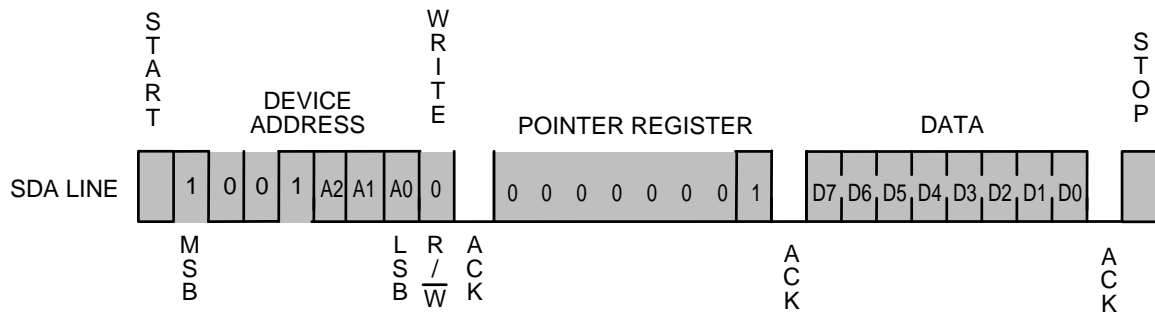 START
WRITE
STOP
DEVICE
ADDRESS
POINTER REGISTER
DATA
SDA LINE
1 0 0 1 A2 A1 A0 0
0 0 0 0 0 0 0 1
D7 D6 D5 D4 D3 D2 D1 D0
MSB
LSB
R/W
ACK
ACK
ACK